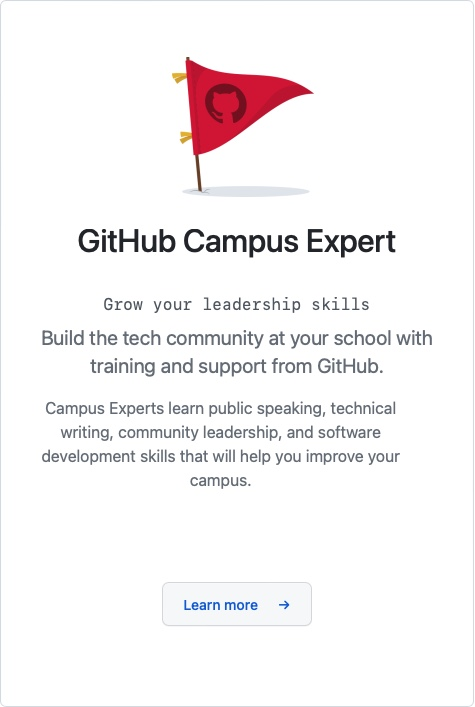 GitHub Campus Expert
Grow your leadership skills
Build the tech community at your school with
training and support from GitHub.
Campus Experts learn public speaking, technical
writing, community leadership, and software
development skills that will help you improve your
campus.
Learn more →